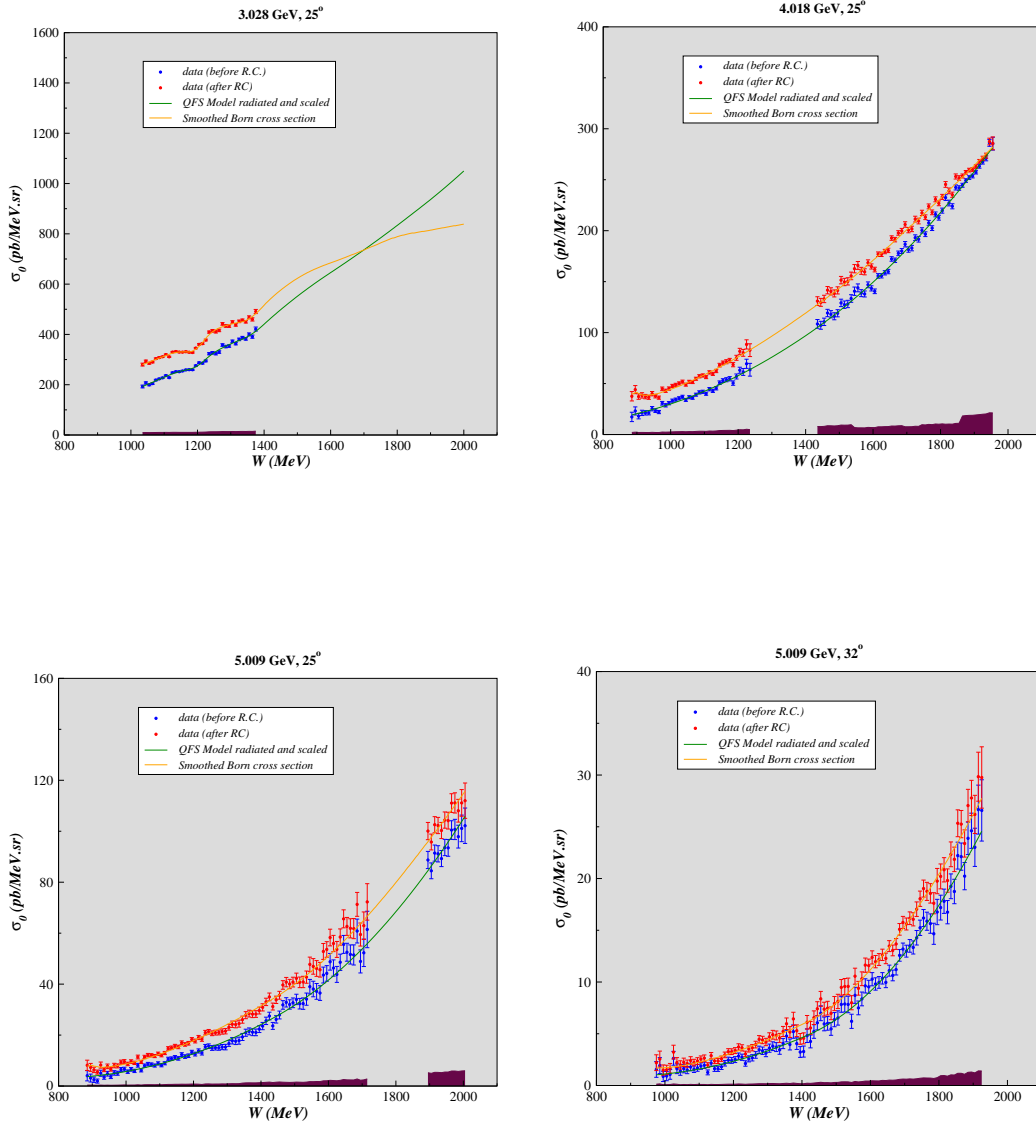 3.028 GeV, 25°
1600
1400
1200
1000
800
600
400
200
0
σ₀ (pb/MeV.sr)
data (before R.C.)
data (after RC)
QFS Model radiated and scaled
Smoothed Born cross section
800 1000 1200 1400 1600 1800 2000
W (MeV)
4.018 GeV, 25°
400
300
200
100
0
σ₀ (pb/MeV.sr)
data (before R.C.)
data (after RC)
QFS Model radiated and scaled
Smoothed Born cross section
800 1000 1200 1400 1600 1800 2000
W (MeV)
5.009 GeV, 25°
160
120
80
40
0
σ₀ (pb/MeV.sr)
data (before R.C.)
data (after RC)
QFS Model radiated and scaled
Smoothed Born cross section
800 1000 1200 1400 1600 1800 2000
W (MeV)
5.009 GeV, 32°
40
30
20
10
0
σ₀ (pb/MeV.sr)
data (before R.C.)
data (after RC)
QFS Model radiated and scaled
Smoothed Born cross section
800 1000 1200 1400 1600 1800 2000
W (MeV)